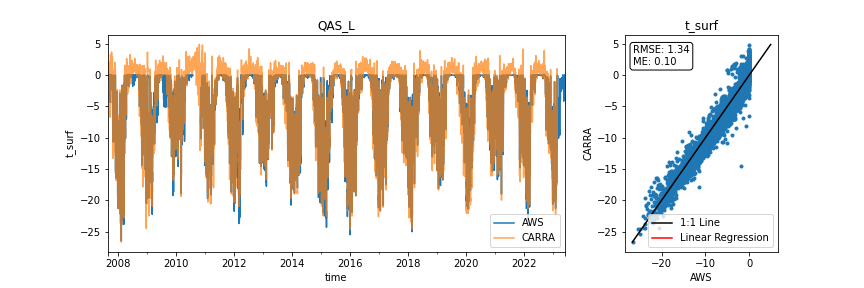 QAS_L
t_surf
5
0
−5
−10
−15
−20
−25
t_surf
2008
2010
2012
2014
2016
2018
2020
2022
time
AWS
CARRA
t_surf
RMSE: 1.34
ME: 0.10
5
0
−5
−10
−15
−20
−25
CARRA
−20
−10
0
AWS
1:1 Line
Linear Regression